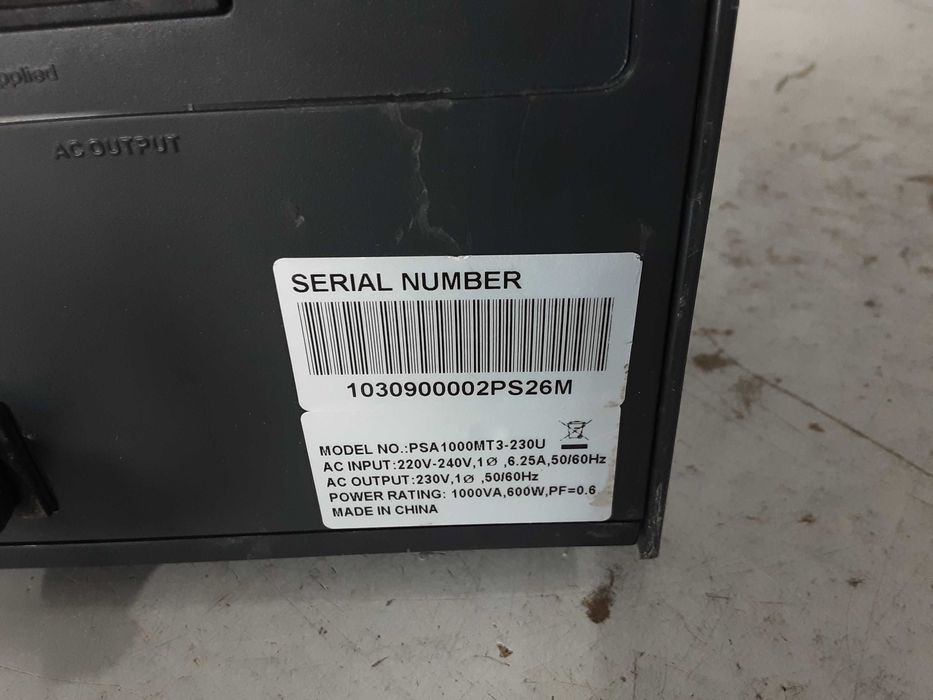 pplied
AC OUTPUT
SERIAL NUMBER
1030900002PS26M
MODEL NO.:PSA1000MT3-230U
AC INPUT:220V-240V,1Ø ,6.25A,50/60Hz
AC OUTPUT:230V,1Ø ,50/60Hz
POWER RATING: 1000VA,600W,PF=0.6
MADE IN CHINA